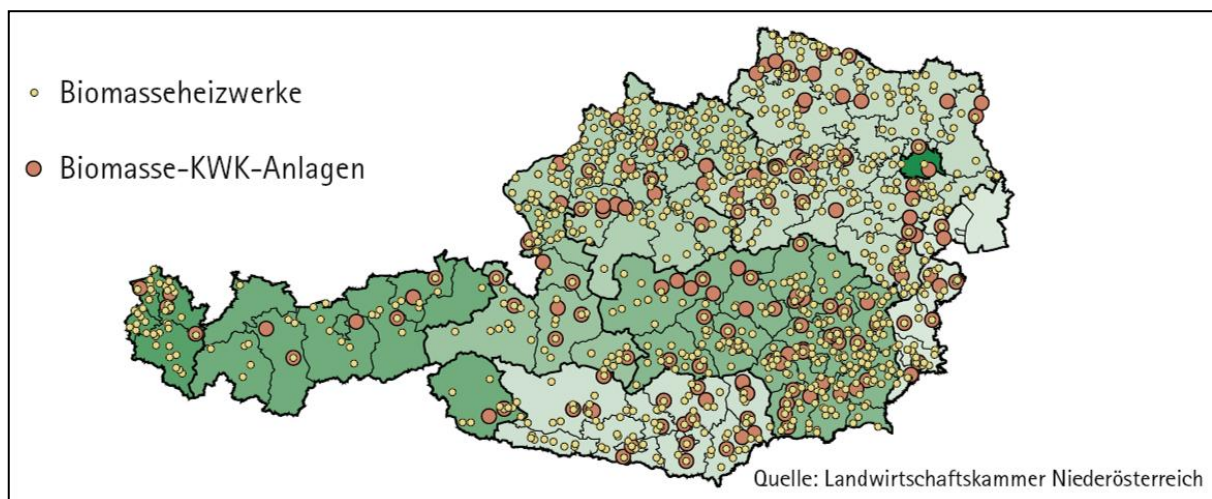 Biomasseheizwerke
Biomasse-KWK-Anlagen
Quelle: Landwirtschaftskammer Niederösterreich